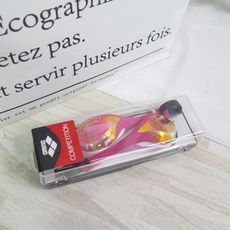 Écographi
etez pas.
t servir plusieurs fois.
arena
COMPETITION